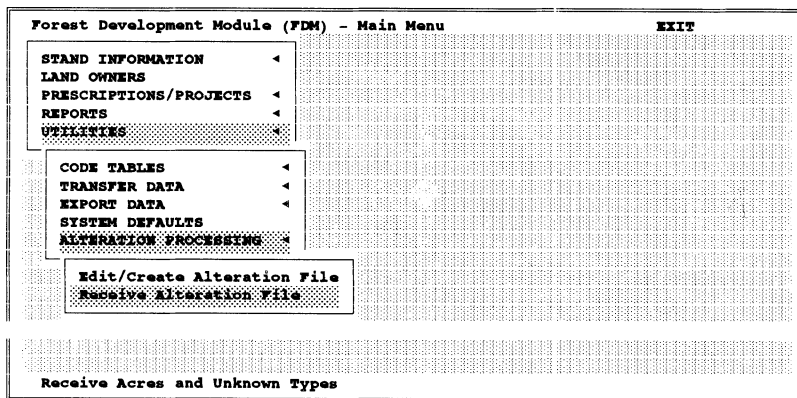 Forest Development Module (FDM) - Main Menu EXIT
STAND INFORMATION ◄
LAND OWNERS
PRESCRIPTIONS/PROJECTS ◄
REPORTS ◄
UTILITIES ◄
CODE TABLES ◄
TRANSFER DATA ◄
EXPORT DATA ◄
SYSTEM DEFAULTS
ALTERATION PROCESSING ◄
Edit/Create Alteration File
Receive Alteration File
Receive Acres and Unknown Types